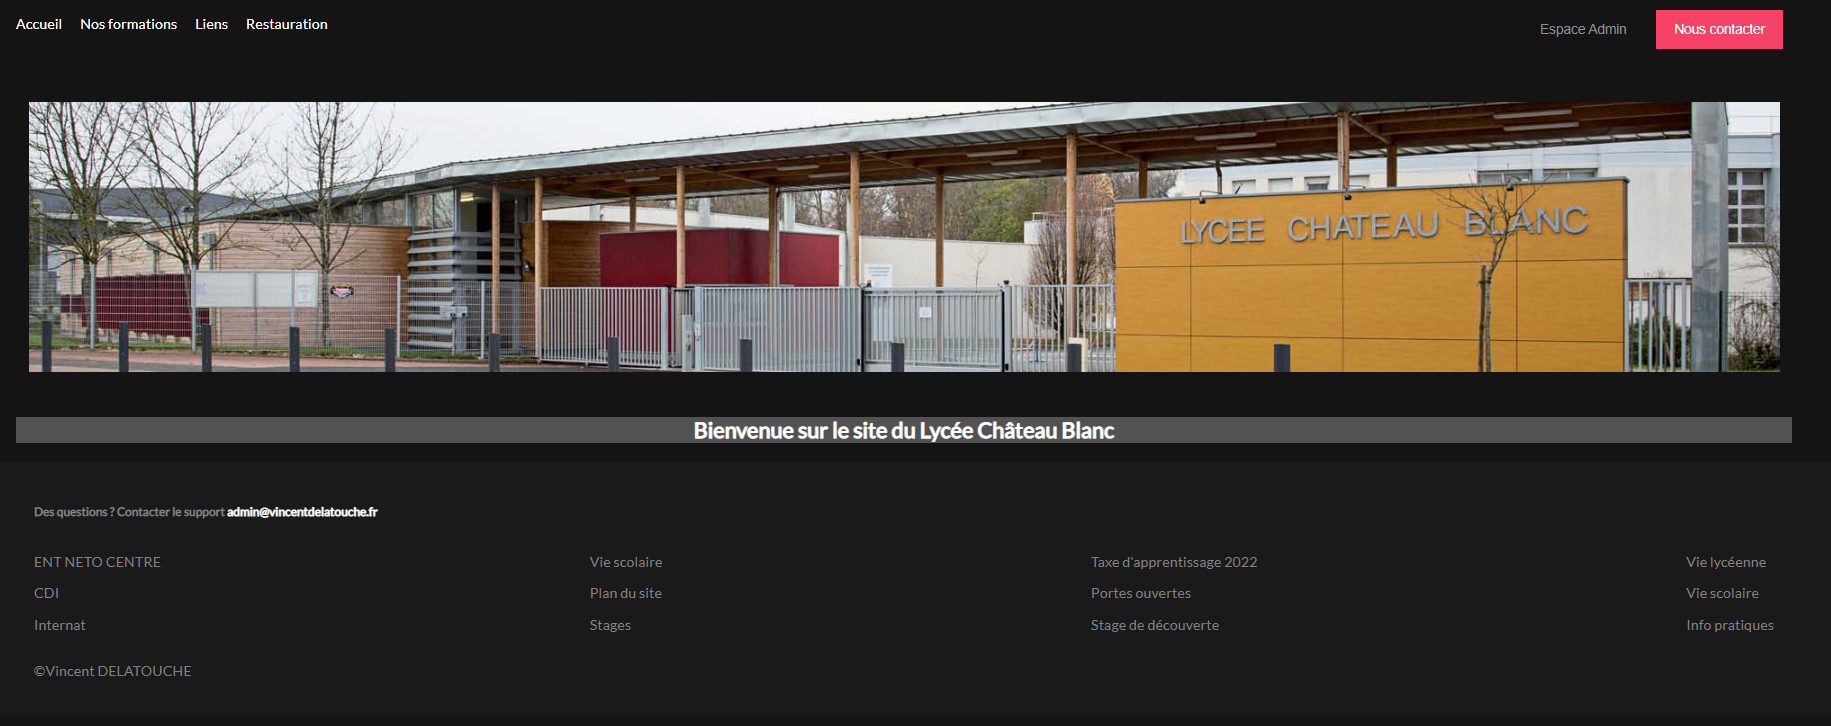 Accueil Nos formations Liens Restauration Espace Admin Nous contacter
LYCEE CHATEAU BLANC
Bienvenue sur le site du Lycée Château Blanc
Des questions ? Contacter le support admin@vincentdelatouche.fr
ENT NETO CENTRE Vie scolaire Taxe d'apprentissage 2022 Vie lycéenne
CDI Plan du site Portes ouvertes Vie scolaire
Internat Stages Stage de découverte Info pratiques
©Vincent DELATOUCHE